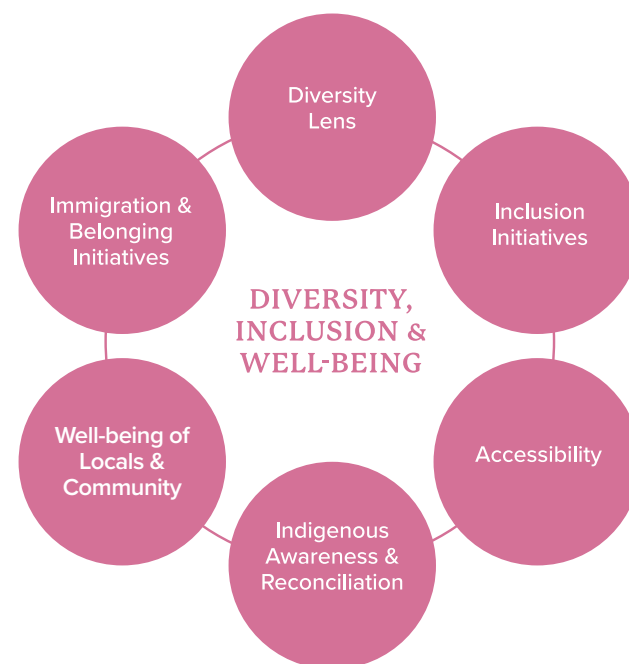 Diversity
Lens
Inclusion
Initiatives
Accessibility
Indigenous
Awareness &
Reconciliation
Well-being of
Locals &
Community
Immigration &
Belonging
Initiatives
DIVERSITY,
INCLUSION &
WELL-BEING